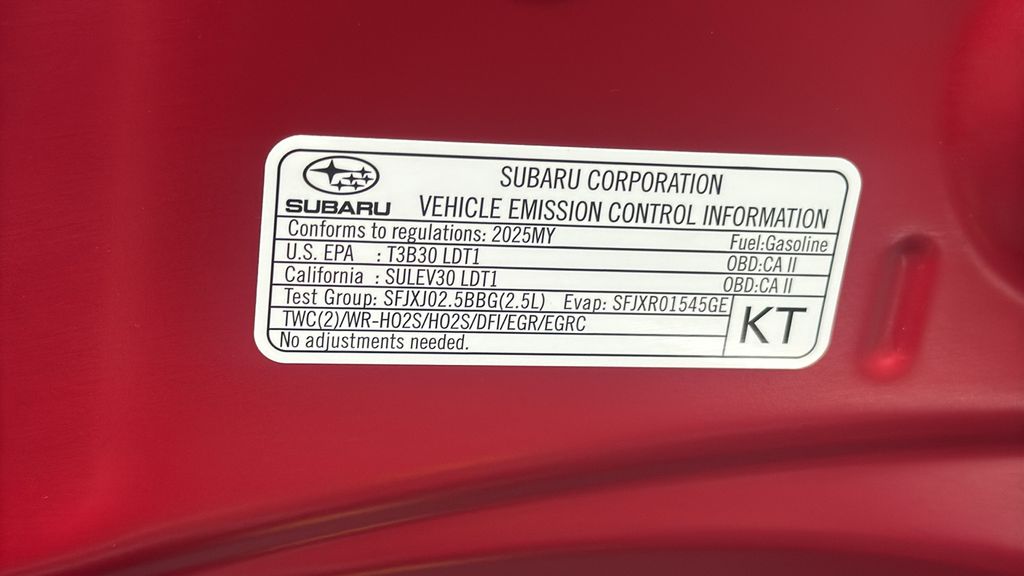 SUBARU
SUBARU CORPORATION
VEHICLE EMISSION CONTROL INFORMATION
Conforms to regulations: 2025MY Fuel:Gasoline
U.S. EPA : T3B30 LDT1 OBD:CA II
California : SULEV30 LDT1 OBD:CA II
Test Group: SFJXJ02.5BBG(2.5L) Evap: SFJXR01545GE
TWC(2)/WR-HO2S/HO2S/DFI/EGR/EGRC
No adjustments needed.
KT